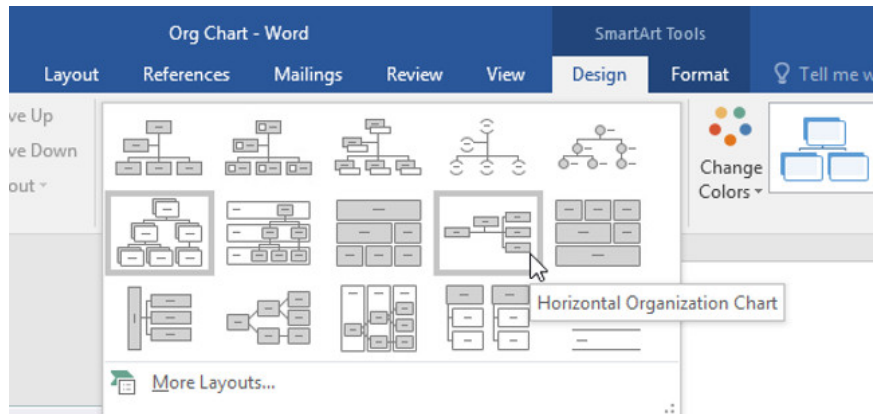 Org Chart - Word
SmartArt Tools
Layout References Mailings Review View Design Format Tell me w
ve Up
ve Down
out
Change
Colors
Horizontal Organization Chart
More Layouts...